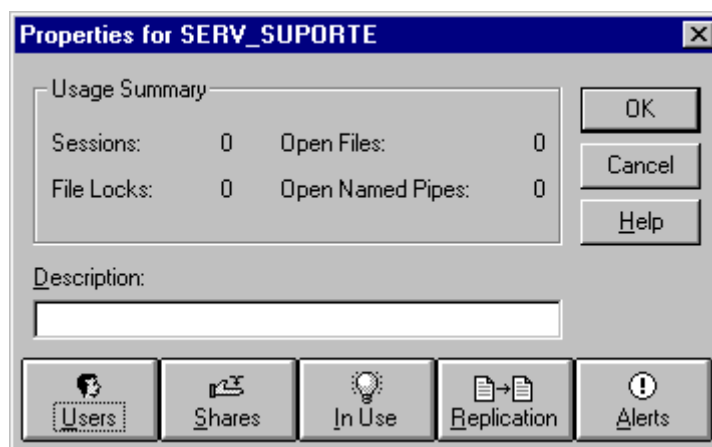 Properties for SERV_SUPORTE
Usage Summary
Sessions: 0 Open Files: 0
File Locks: 0 Open Named Pipes: 0
OK
Cancel
Help
Description:
Users Shares In Use Replication Alerts